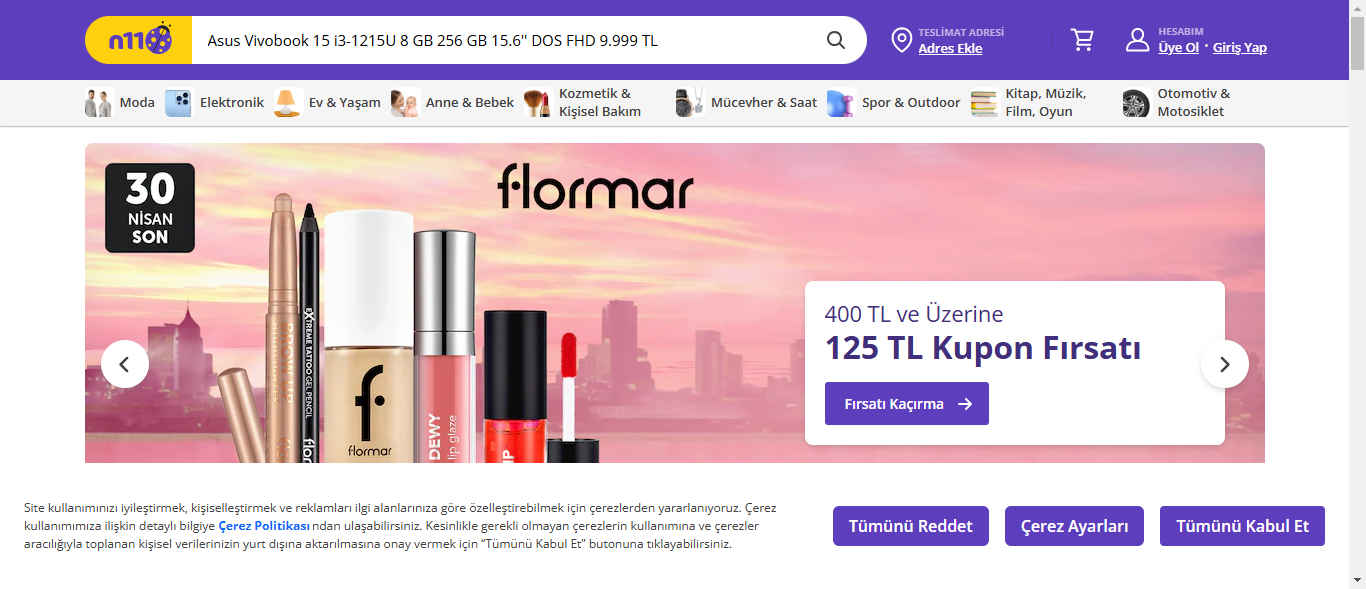 n11
Asus Vivobook 15 i3-1215U 8 GB 256 GB 15.6'' DOS FHD 9.999 TL
TESLİMAT ADRESİ
Adres Ekle
HESABIM
Üye Ol · Giriş Yap
Moda
Elektronik
Ev & Yaşam
Anne & Bebek
Kozmetik &
Kişisel Bakım
Mücevher & Saat
Spor & Outdoor
Kitap, Müzik,
Film, Oyun
Otomotiv &
Motosiklet
30
NİSAN
SON
flormar
EXTREME TATTOO GEL PENCIL
BROW UP
HIGHLIGHTER
flormar
DEWY
lip glaze
400 TL ve Üzerine
125 TL Kupon Fırsatı
Fırsatı Kaçırma →
Site kullanımınızı iyileştirmek, kişiselleştirmek ve reklamları ilgi alanlarınıza göre özelleştirebilmek için çerezlerden yararlanıyoruz. Çerez
kullanımımıza ilişkin detaylı bilgiye Çerez Politikası ndan ulaşabilirsiniz. Kesinlikle gerekli olmayan çerezlerin kullanımına ve çerezler
aracılığıyla toplanan kişisel verilerinizin yurt dışına aktarılmasına onay vermek için “Tümünü Kabul Et” butonuna tıklayabilirsiniz.
Tümünü Reddet
Çerez Ayarları
Tümünü Kabul Et